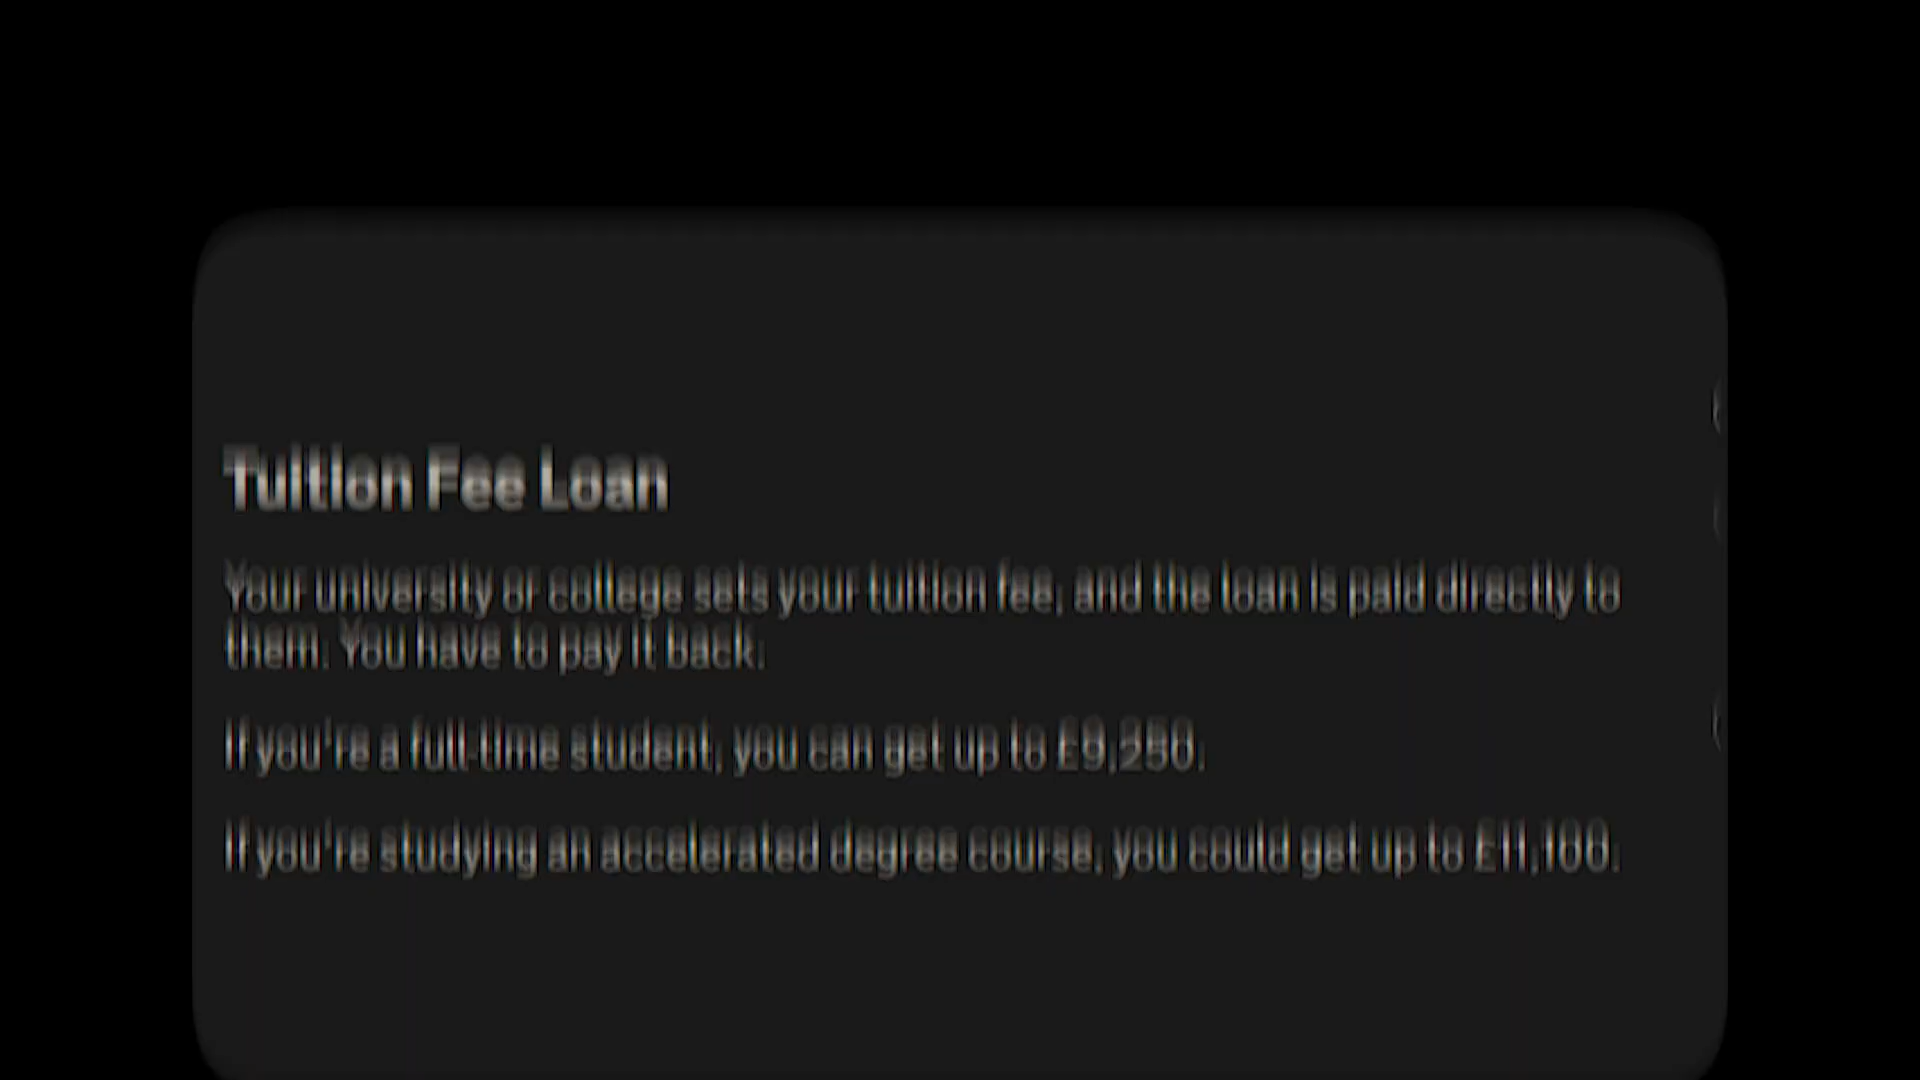 Tuition Fee Loan
Your university or college sets your tuition fee, and the loan is paid directly to
them. You have to pay it back.
If you're a full-time student, you can get up to £9,250.
If you're studying an accelerated degree course, you could get up to £11,100.